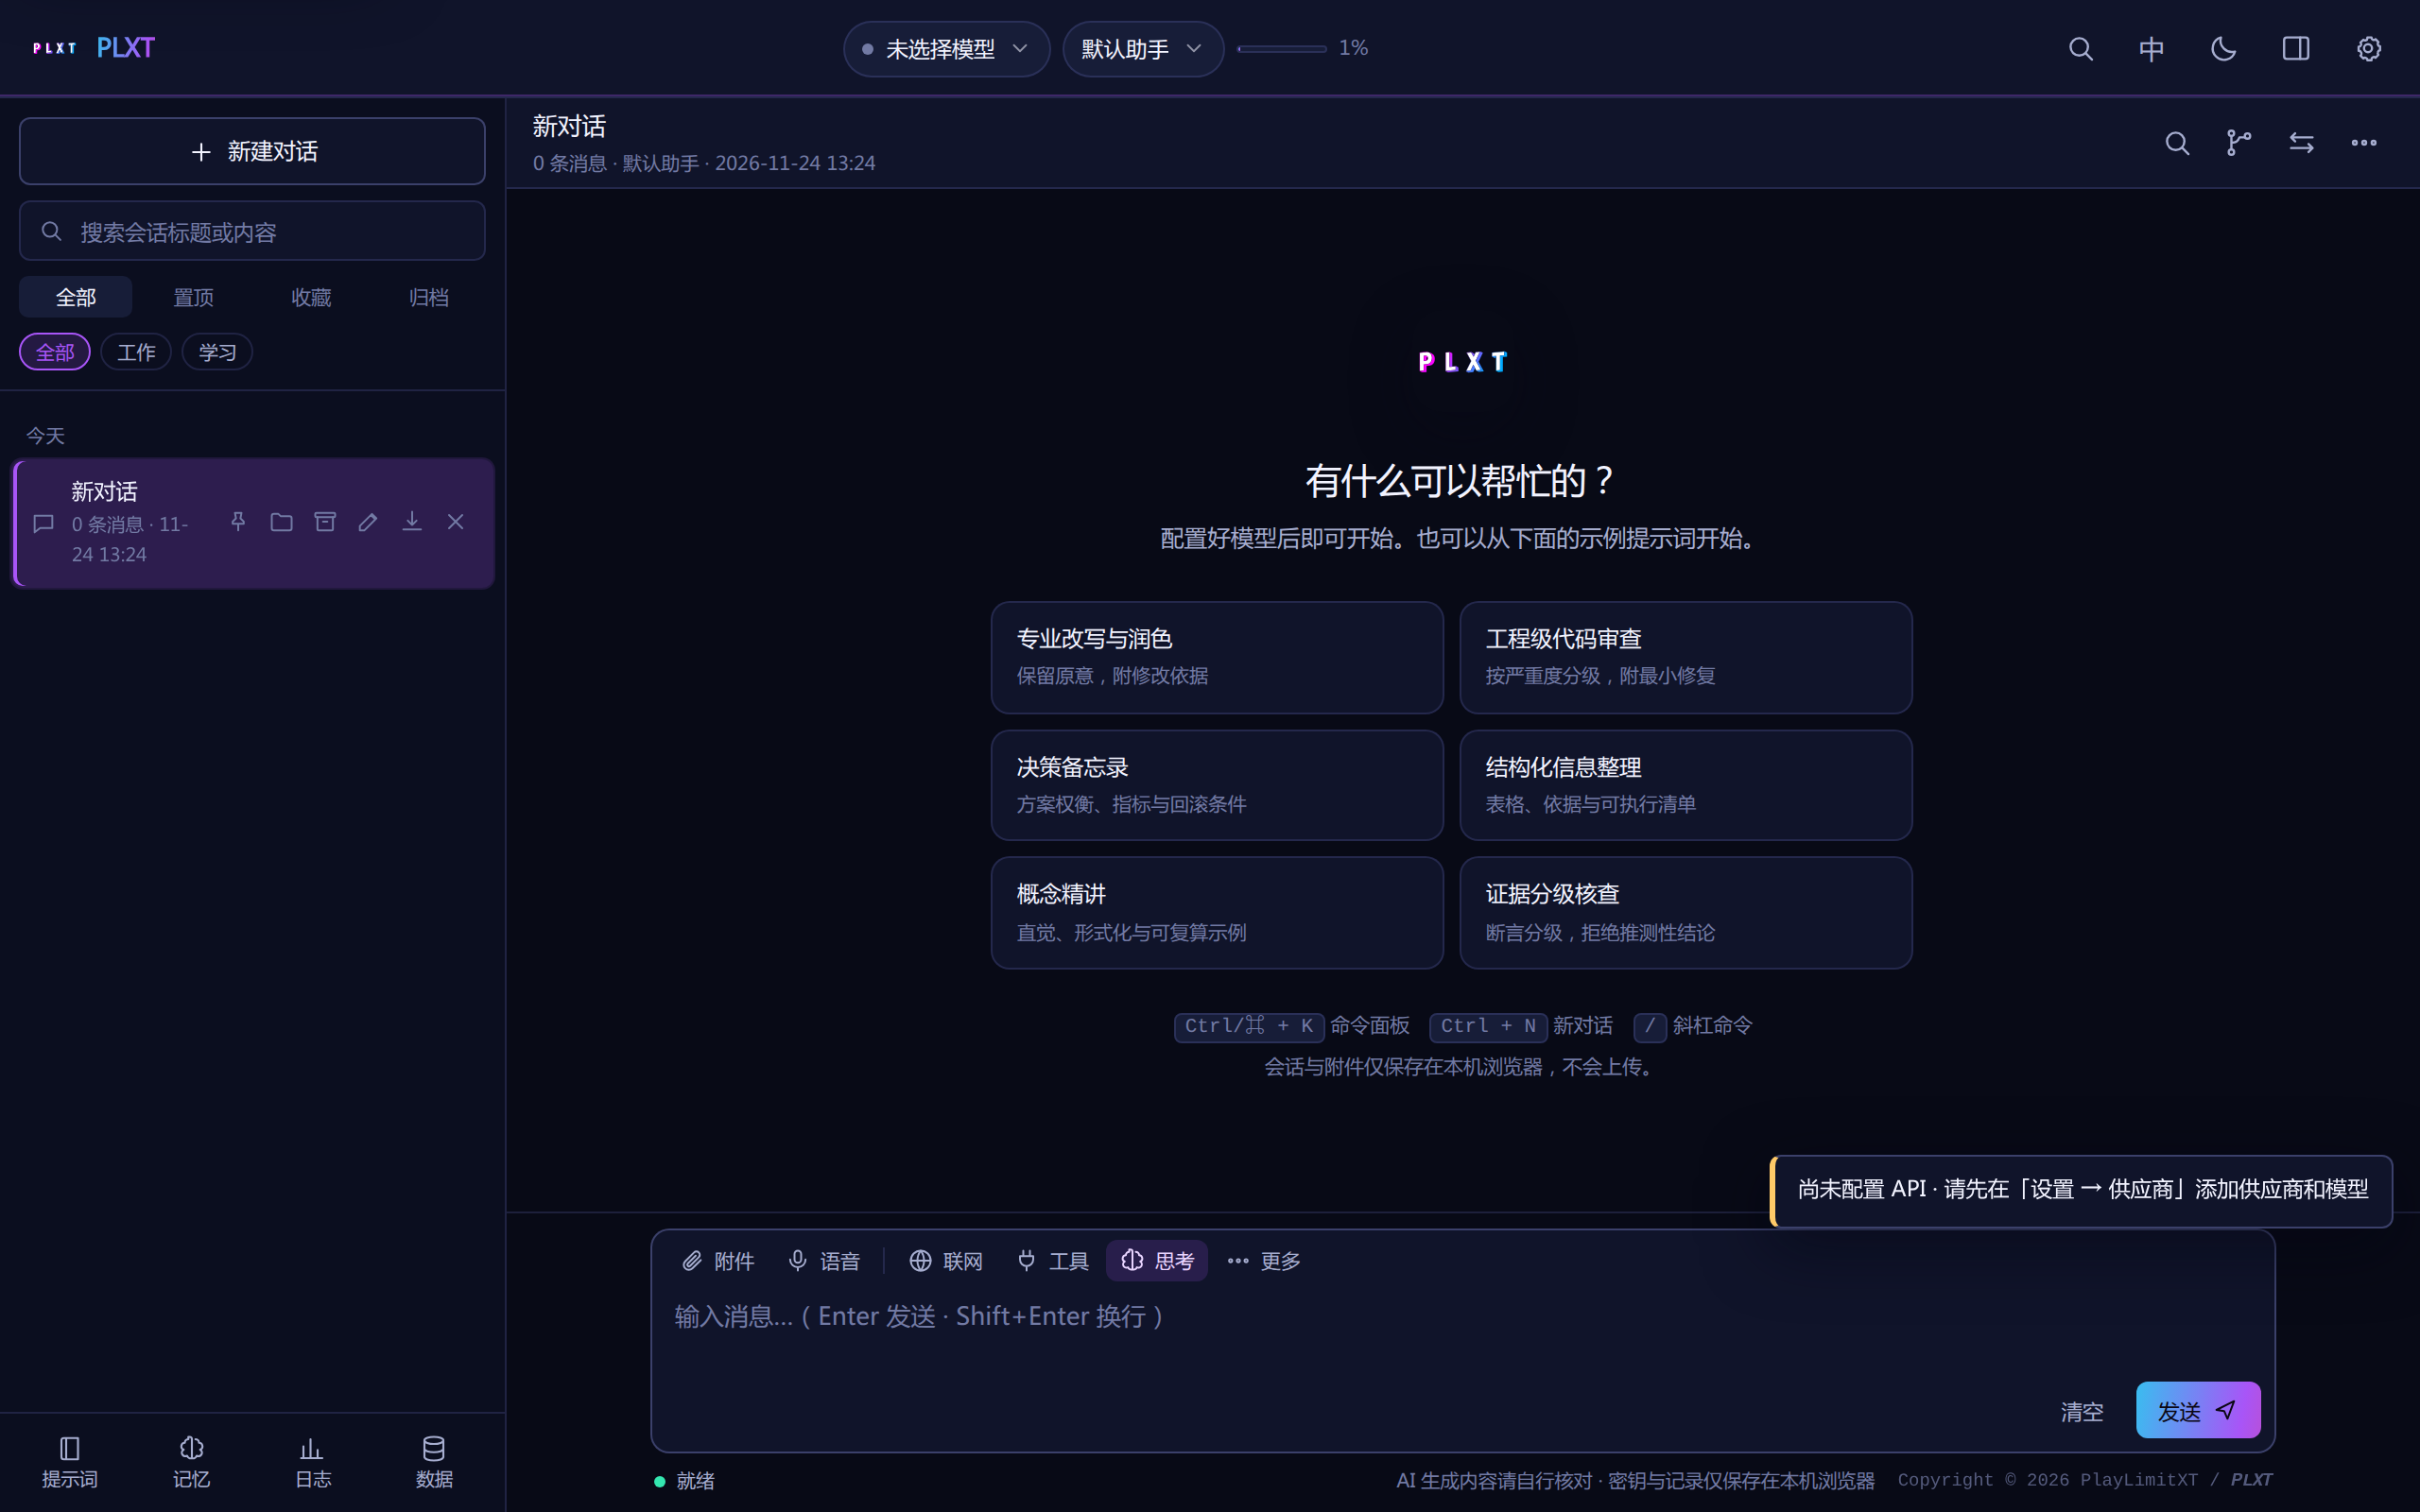 PLXT PLXT
未选择模型
默认助手
1%
中
新建对话
搜索会话标题或内容
全部 置顶 收藏 归档
全部 工作 学习
今天
新对话
0 条消息 · 11-
24 13:24
提示词 记忆 日志 数据
新对话
0 条消息 · 默认助手 · 2026-11-24 13:24
PLXT
有什么可以帮忙的？
配置好模型后即可开始。也可以从下面的示例提示词开始。
专业改写与润色
保留原意，附修改依据
工程级代码审查
按严重度分级，附最小修复
决策备忘录
方案权衡、指标与回滚条件
结构化信息整理
表格、依据与可执行清单
概念精讲
直觉、形式化与可复算示例
证据分级核查
断言分级，拒绝推测性结论
Ctrl/⌘ + K 命令面板 Ctrl + N 新对话 / 斜杠命令
会话与附件仅保存在本机浏览器，不会上传。
尚未配置 API · 请先在「设置 → 供应商」添加供应商和模型
附件 语音 联网 工具 思考 更多
输入消息...（Enter 发送 · Shift+Enter 换行）
清空 发送
就绪
AI 生成内容请自行核对 · 密钥与记录仅保存在本机浏览器 Copyright © 2026 PlayLimitXT / PLXT